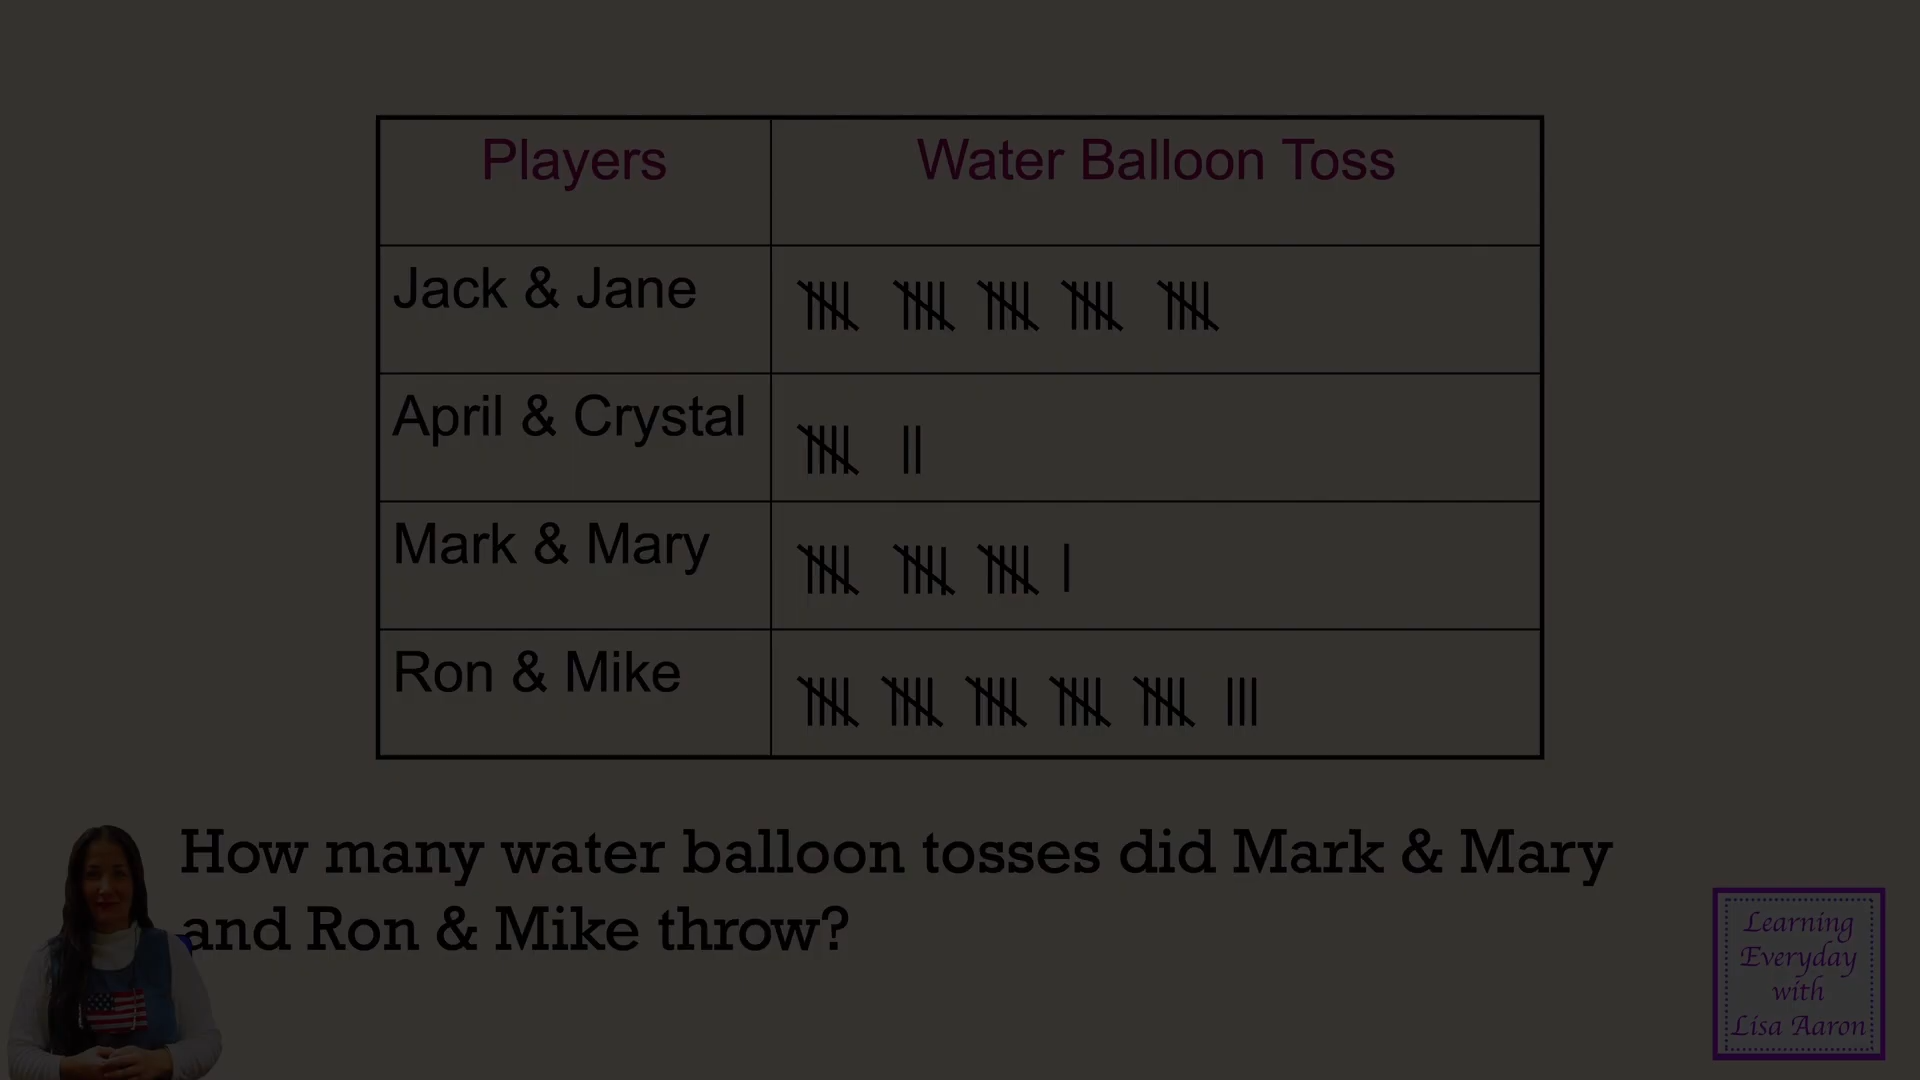 Players Water Balloon Toss
Jack & Jane
April & Crystal
Mark & Mary
Ron & Mike
How many water balloon tosses did Mark & Mary
and Ron & Mike throw?
Learning
Everyday
with
Lisa Aaron